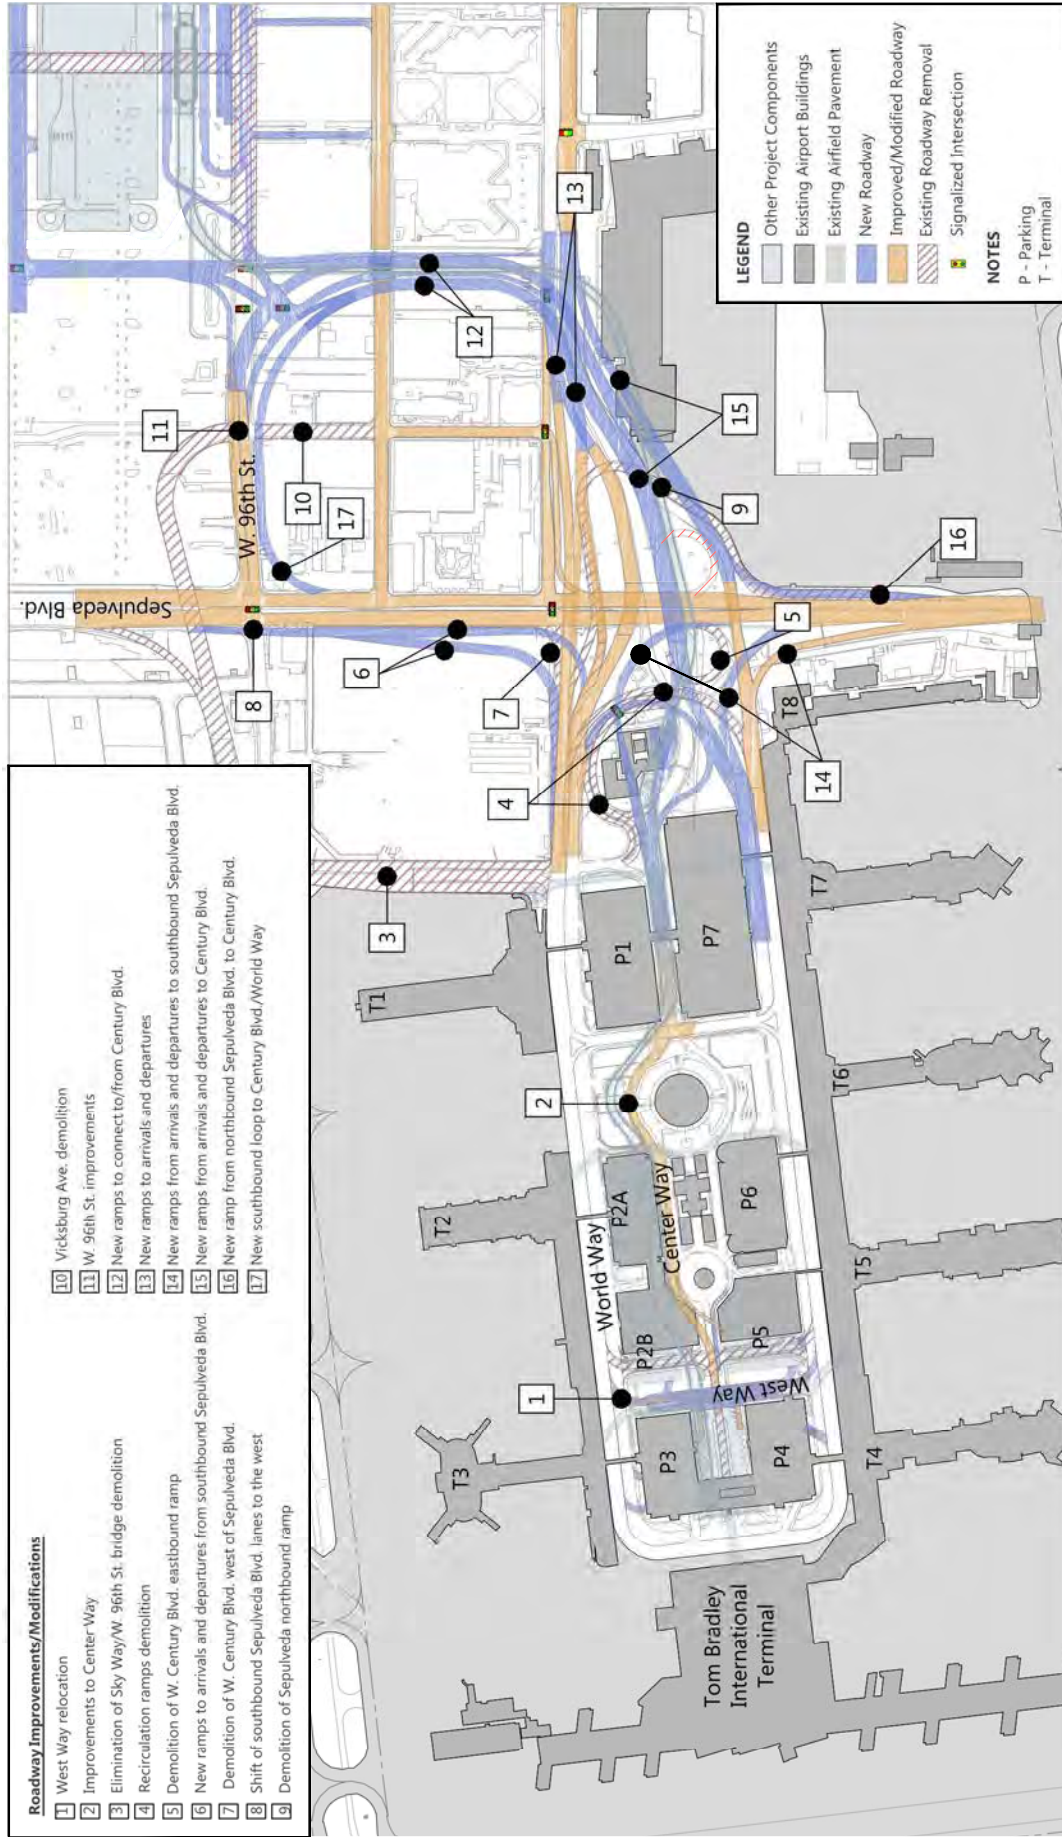 Roadway Improvements/Modifications
1 West Way relocation
2 Improvements to Center Way
3 Elimination of Sky Way/W. 96th St. bridge demolition
4 Recirculation ramps demolition
5 Demolition of W. Century Blvd. eastbound ramp
6 New ramps to arrivals and departures from southbound Sepulveda Blvd.
7 Demolition of W. Century Blvd. west of Sepulveda Blvd.
8 Shift of southbound Sepulveda Blvd. lanes to the west
9 Demolition of Sepulveda northbound ramp
10 Vicksburg Ave. demolition
11 W. 96th St. improvements
12 New ramps to connect to/from Century Blvd.
13 New ramps to arrivals and departures
14 New ramps from arrivals and departures to southbound Sepulveda Blvd.
15 New ramps from arrivals and departures to Century Blvd.
16 New ramp from northbound Sepulveda Blvd. to Century Blvd.
17 New southbound loop to Century Blvd./World Way
11
W. 96th St.
10
17
Sepulveda Blvd.
8
6
7
12
13
15
9
16
5
14
4
3
T1
T2
T3
T4
T5
T6
T7
T8
P1
P7
2
P2A
P2B
World Way
Center Way
P6
P5
1
West Way
P3
P4
Tom Bradley
International
Terminal
LEGEND
Other Project Components
Existing Airport Buildings
Existing Airfield Pavement
New Roadway
Improved/Modified Roadway
Existing Roadway Removal
Signalized Intersection
NOTES
P - Parking
T - Terminal